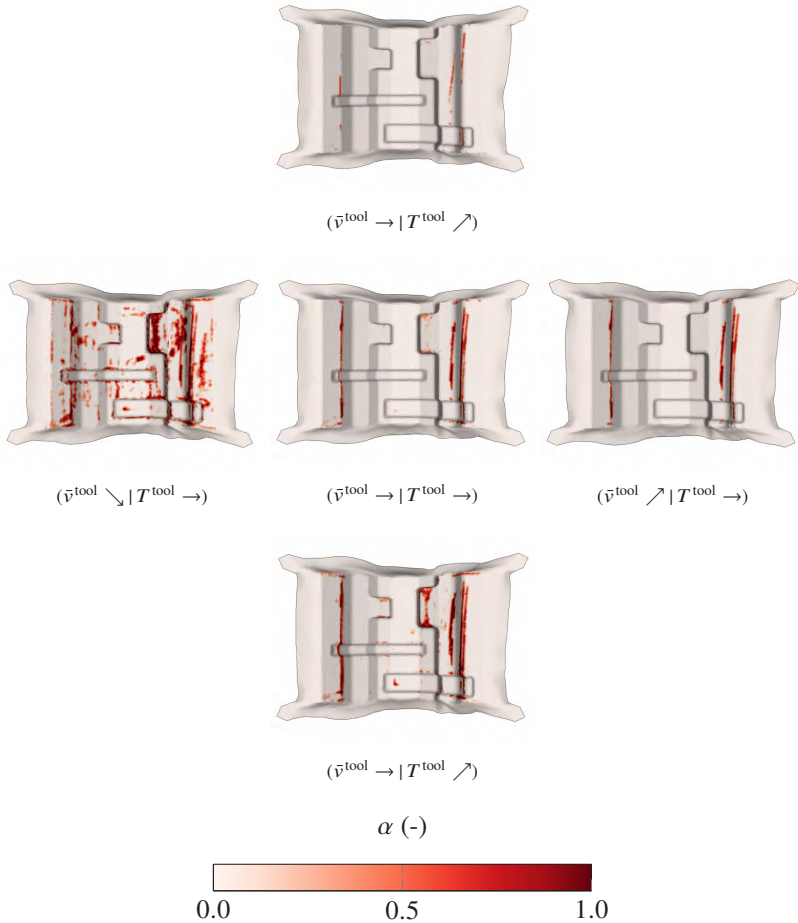 (v̄^tool → | T^tool ↗)
(v̄^tool ↘ | T^tool →)
(v̄^tool → | T^tool →)
(v̄^tool ↗ | T^tool →)
(v̄^tool → | T^tool ↗)
α (-)
0.0
0.5
1.0